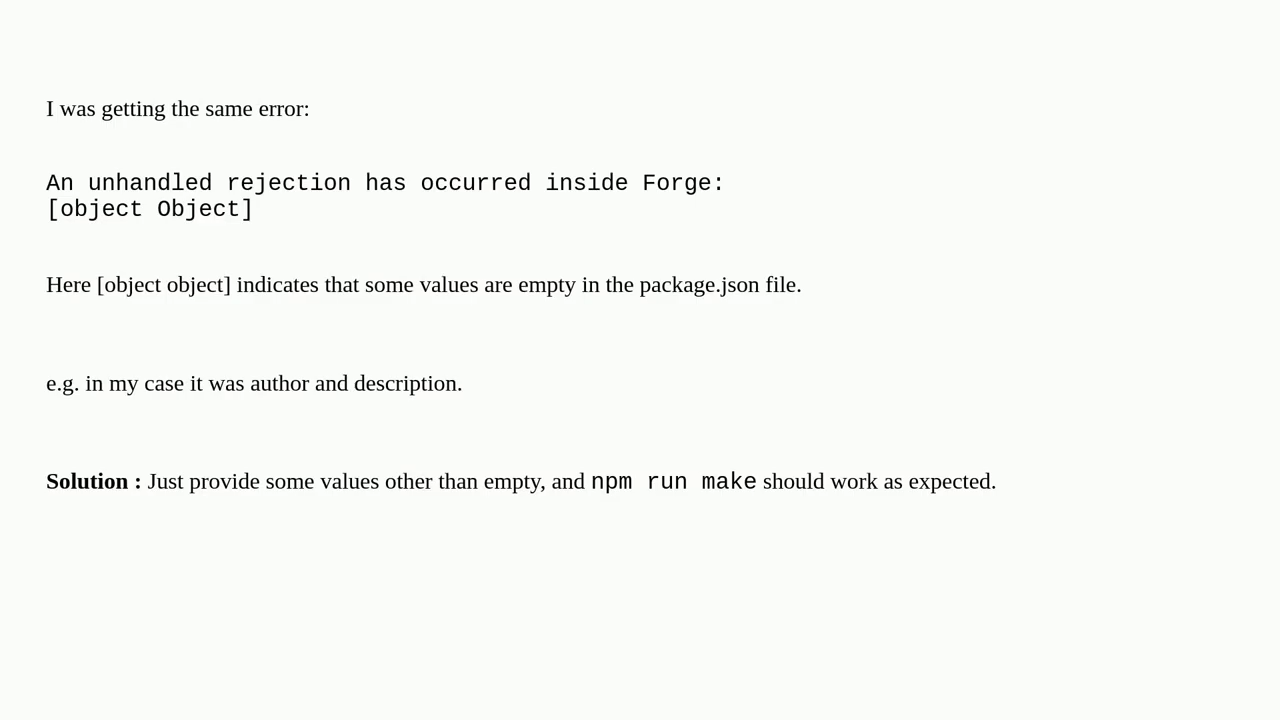 I was getting the same error:
An unhandled rejection has occurred inside Forge:
[object Object]
Here [object object] indicates that some values are empty in the package.json file.
e.g. in my case it was author and description.
Solution : Just provide some values other than empty, and npm run make should work as expected.